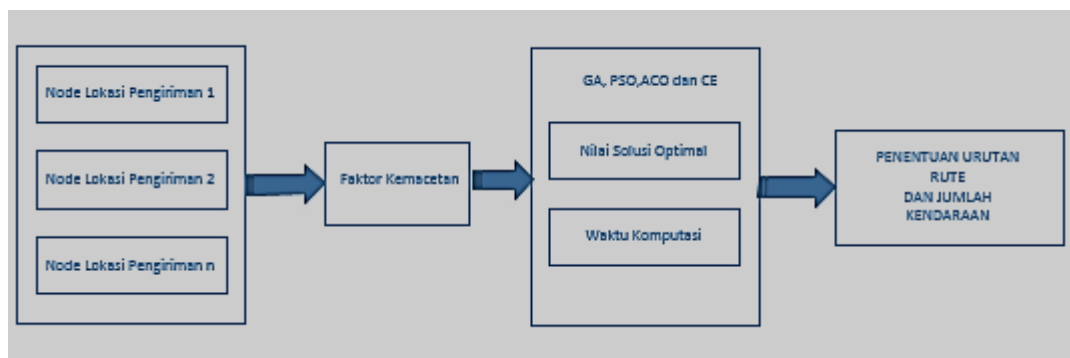 Node Lokasi Pengiriman 1
Node Lokasi Pengiriman 2
Node Lokasi Pengiriman n
Faktor Kemacetan
GA, PSO,ACO dan CE
Nilai Solusi Optimal
Waktu Komputasi
PENENTUAN URUTAN
RUTE
DAN JUMLAH
KENDARAAN